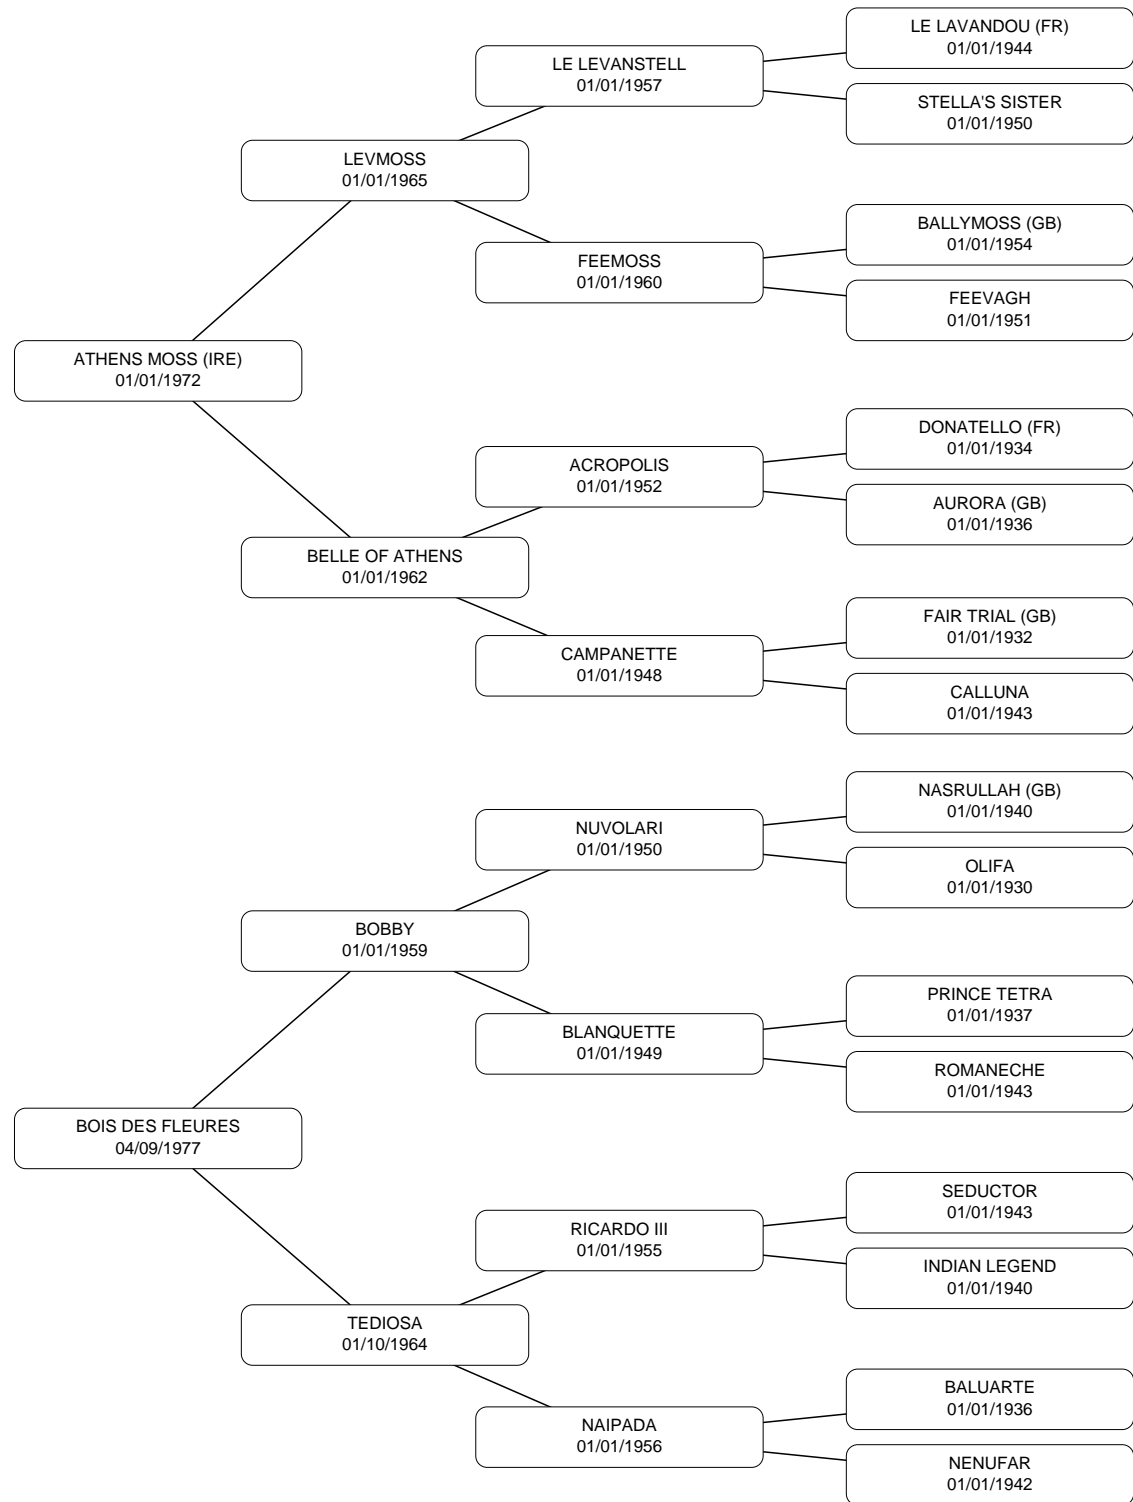 LE LAVANDOU (FR)
01/01/1944
LE LEVANSTELL
01/01/1957
STELLA'S SISTER
01/01/1950
LEVMOSS
01/01/1965
BALLYMOSS (GB)
01/01/1954
FEEMOSS
01/01/1960
FEEVAGH
01/01/1951
ATHENS MOSS (IRE)
01/01/1972
DONATELLO (FR)
01/01/1934
ACROPOLIS
01/01/1952
AURORA (GB)
01/01/1936
BELLE OF ATHENS
01/01/1962
FAIR TRIAL (GB)
01/01/1932
CAMPANETTE
01/01/1948
CALLUNA
01/01/1943
NASRULLAH (GB)
01/01/1940
NUVOLARI
01/01/1950
OLIFA
01/01/1930
BOBBY
01/01/1959
PRINCE TETRA
01/01/1937
BLANQUETTE
01/01/1949
ROMANECHE
01/01/1943
BOIS DES FLEURES
04/09/1977
SEDUCTOR
01/01/1943
RICARDO III
01/01/1955
INDIAN LEGEND
01/01/1940
TEDIOSA
01/10/1964
BALUARTE
01/01/1936
NAIPADA
01/01/1956
NENUFAR
01/01/1942